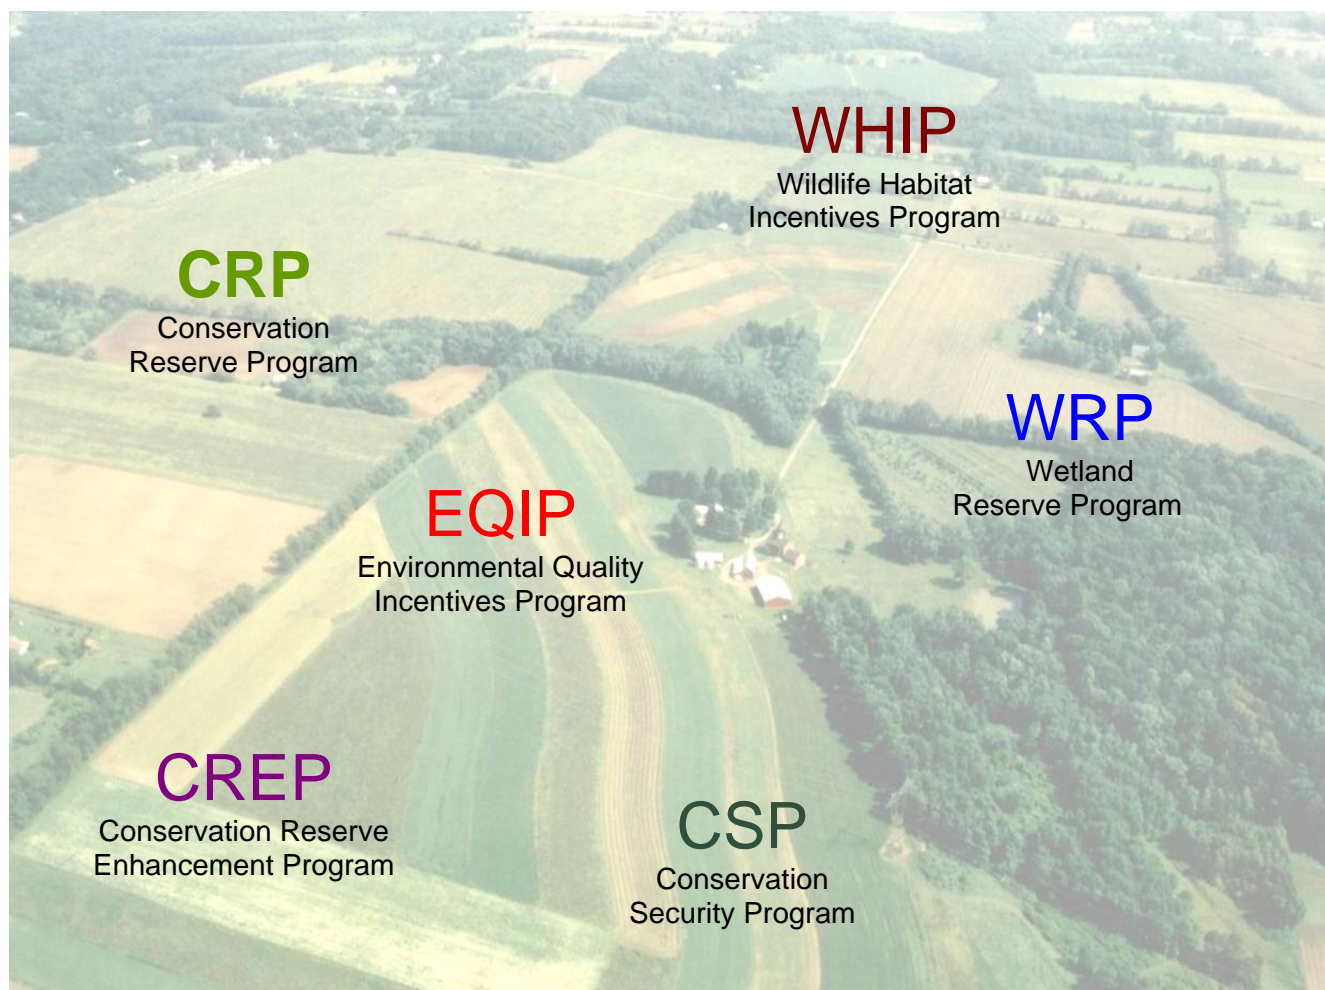 WHIP
Wildlife Habitat
Incentives Program
CRP
Conservation
Reserve Program
WRP
Wetland
Reserve Program
EQIP
Environmental Quality
Incentives Program
CREP
Conservation Reserve
Enhancement Program
CSP
Conservation
Security Program